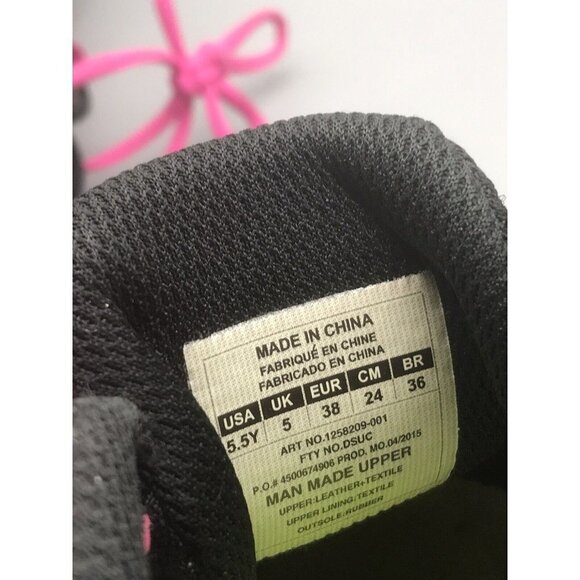 MADE IN CHINA
FABRIQUÉ EN CHINE
FABRICADO EN CHINA
USA UK EUR CM BR
5.5Y 5 38 24 36
ART NO.1258209-001
FTY NO.DSUC
P.O.# 4500674906 PROD. MO.04/2015
MAN MADE UPPER
UPPER:LEATHER+TEXTILE
UPPER LINING:TEXTILE
OUTSOLE:RUBBER